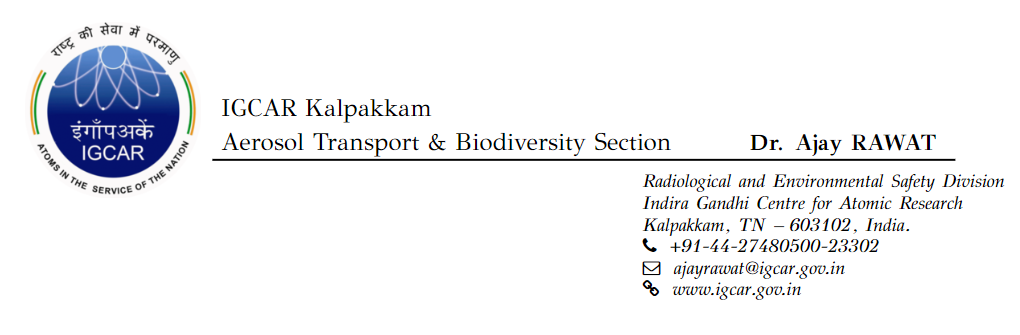 राष्ट्र की सेवा में परमाणु
इंगाँपअकें
IGCAR
ATOMS IN THE SERVICE OF THE NATION
IGCAR Kalpakkam
Aerosol Transport & Biodiversity Section Dr. Ajay RAWAT
Radiological and Environmental Safety Division
Indira Gandhi Centre for Atomic Research
Kalpakkam, TN – 603102, India.
+91-44-27480500-23302
ajayrawat@igcar.gov.in
www.igcar.gov.in